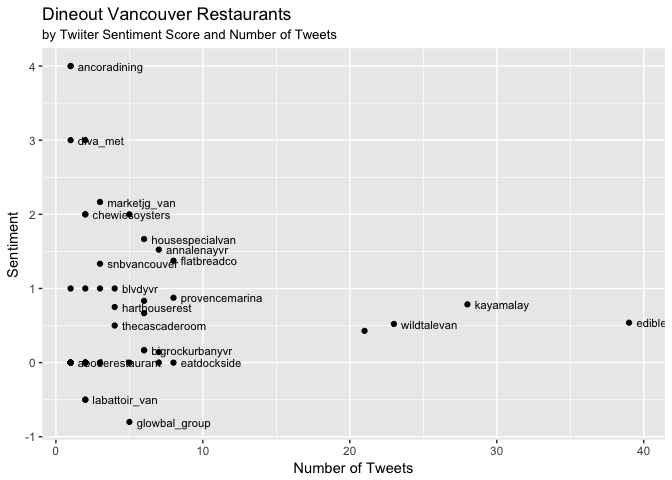 Dineout Vancouver Restaurants
by Twiiter Sentiment Score and Number of Tweets
4
ancoradining
3
diva_met
marketjg_van
2
chewiesoysters
housespecialvan
annalenayvr
flatbreadco
snbvancouver
1
blvdyvr
provencemarina
harthouserest
kayamalay
thecascaderoom
wildtalevan
edible
bigrockurbanyvr
0
eatdockside
labattoir_van
glowbal_group
-1
0
10
20
30
40
Number of Tweets
Sentiment